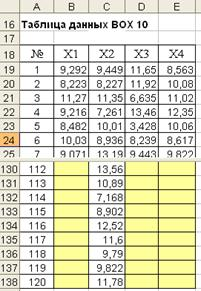 A B C D E
16 Таблица данных BOX 10
17
18 № X1 X2 X3 X4
19 1 9,292 9,449 11,65 8,563
20 2 8,223 8,227 11,92 10,08
21 3 11,27 11,35 6,635 11,02
22 4 9,216 7,261 13,46 12,35
23 5 8,482 10,01 3,428 10,06
24 6 10,03 8,936 8,239 8,617
25 7 9,071 13,19 9,443 9,822
130 112 13,56
131 113 10,89
132 114 7,168
133 115 8,902
134 116 12,52
135 117 11,6
136 118 9,79
137 119 9,822
138 120 11,78